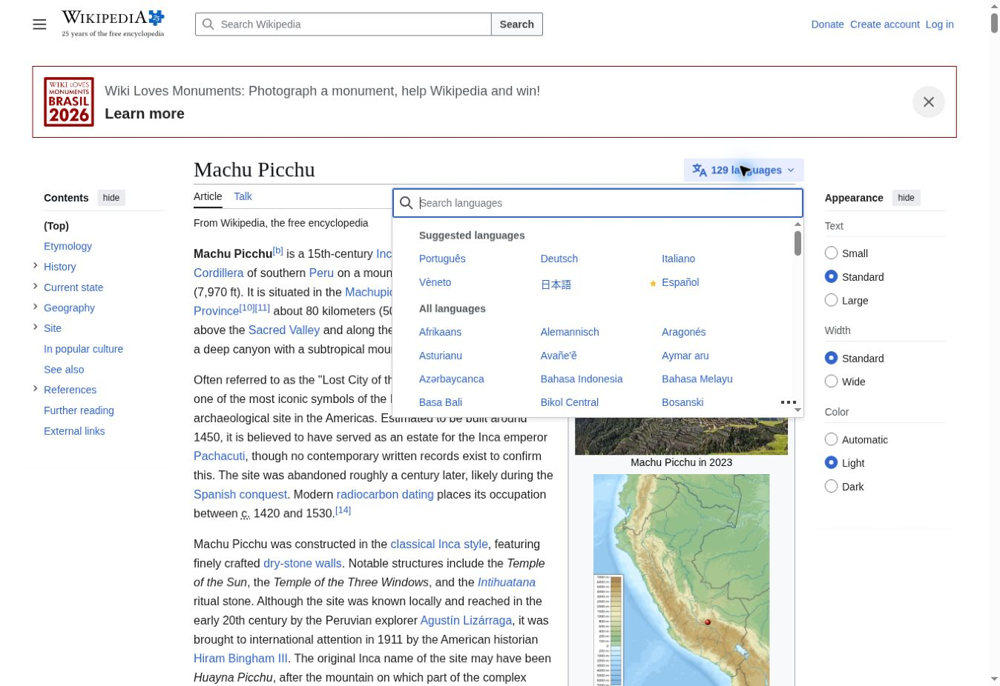 WIKIPEDIA 25
25 years of the free encyclopedia
Search Wikipedia
Search
Donate Create account Log in
WIKI LOVES
MONUMENTS
BRASIL
2026
Wiki Loves Monuments: Photograph a monument, help Wikipedia and win!
Learn more
Machu Picchu
129 languages
Contents hide
(Top)
Etymology
History
Current state
Geography
Site
In popular culture
See also
References
Further reading
External links
Article Talk
From Wikipedia, the free encyclopedia
Machu Picchu[b] is a 15th-century Inc
Cordillera of southern Peru on a moun
(7,970 ft). It is situated in the Machupic
Province[10][11] about 80 kilometers (50
above the Sacred Valley and along the
a deep canyon with a subtropical mou
Often referred to as the "Lost City of th
one of the most iconic symbols of the
archaeological site in the Americas. Estimated to be built around
1450, it is believed to have served as an estate for the Inca emperor
Pachacuti, though no contemporary written records exist to confirm
this. The site was abandoned roughly a century later, likely during the
Spanish conquest. Modern radiocarbon dating places its occupation
between c. 1420 and 1530.[14]
Machu Picchu was constructed in the classical Inca style, featuring
finely crafted dry-stone walls. Notable structures include the Temple
of the Sun, the Temple of the Three Windows, and the Intihuatana
ritual stone. Although the site was known locally and reached in the
early 20th century by the Peruvian explorer Agustín Lizárraga, it was
brought to international attention in 1911 by the American historian
Hiram Bingham III. The original Inca name of the site may have been
Huayna Picchu, after the mountain on which part of the complex
Search languages
Suggested languages
Português Deutsch Italiano
Vèneto 日本語 Español
All languages
Afrikaans Alemannisch Aragonés
Asturianu Avañe'ẽ Aymar aru
Azərbaycanca Bahasa Indonesia Bahasa Melayu
Basa Bali Bikol Central Bosanski
Machu Picchu in 2023
Appearance hide
Text
Small
Standard
Large
Width
Standard
Wide
Color
Automatic
Light
Dark